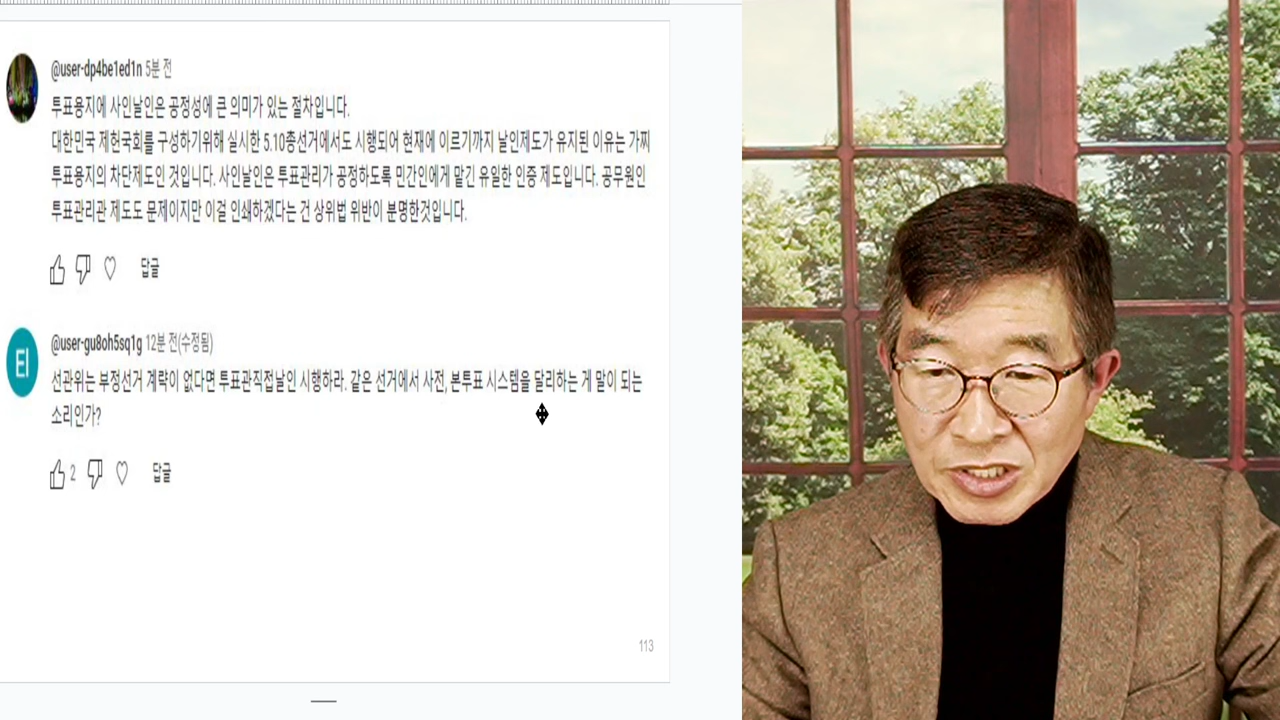 @user-dp4be1ed1n 5분 전
투표용지에 사인날인은 공정성에 큰 의미가 있는 절차입니다.
대한민국 제헌국회를 구성하기위해 실시한 5.10총선거에서도 시행되어 현재에 이르기까지 날인제도가 유지된 이유는 가찌
투표용지의 차단제도인 것입니다. 사인날인은 투표관리가 공정하도록 민간인에게 맡긴 유일한 인증 제도입니다. 공무원인
투표관리관 제도도 문제이지만 이걸 인쇄하겠다는 건 상위법 위반이 분명한것입니다.
답글
EI
@user-gu8oh5sq1g 12분 전(수정됨)
선관위는 부정선거 계략이 없다면 투표관직접날인 시행하라. 같은 선거에서 사전, 본투표 시스템을 달리하는 게 말이 되는
소리인가?
2 답글
113